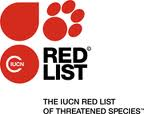 IUCN
RED ©
LIST
THE IUCN RED LIST
OF THREATENED SPECIES™